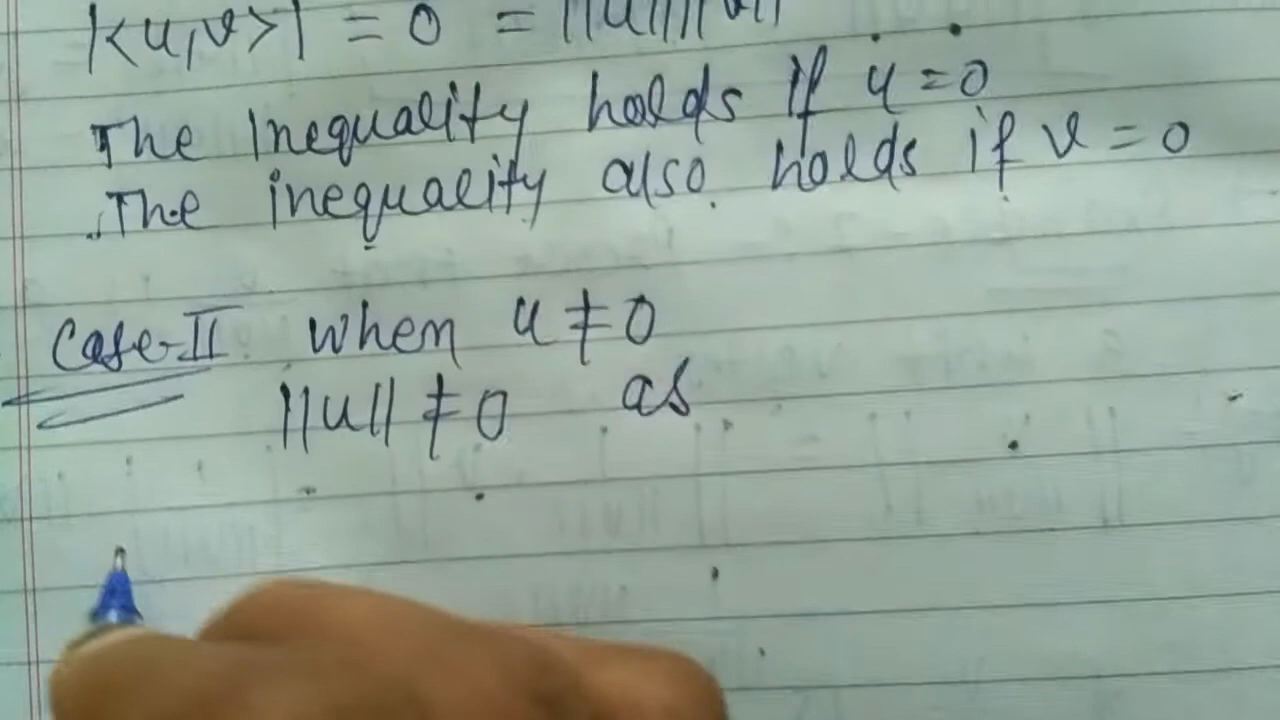 |<u,v>| = 0 = ||u|| ||v||
The Inequality holds If u = 0
The inequality also holds if v = 0
Case-II when u ≠ 0
||u|| ≠ 0 as